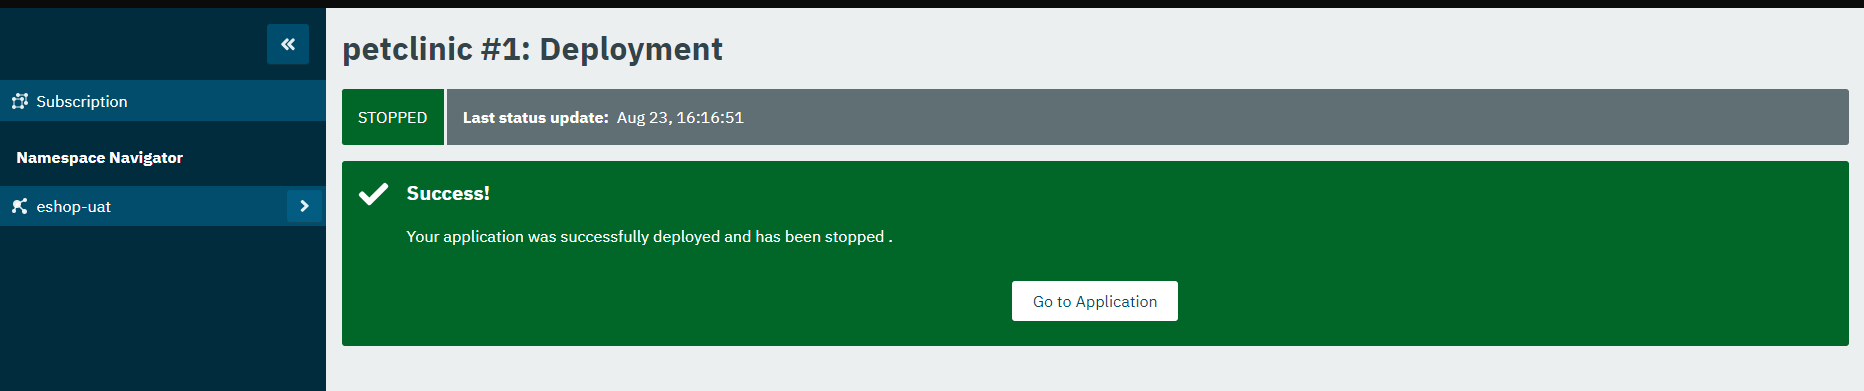 petclinic #1: Deployment
Subscription
STOPPED
Last status update: Aug 23, 16:16:51
Namespace Navigator
Success!
eshop-uat
Your application was successfully deployed and has been stopped .
Go to Application